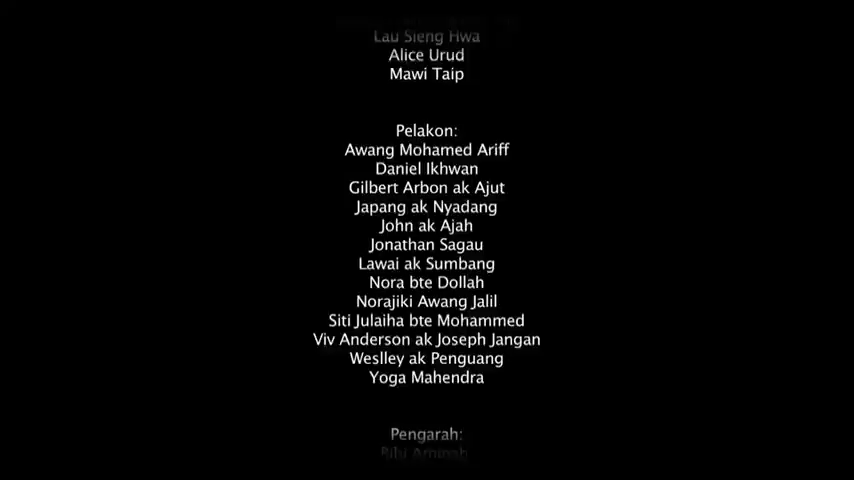 Lau Sieng Hwa
Alice Urud
Mawi Taip
Pelakon:
Awang Mohamed Ariff
Daniel Ikhwan
Gilbert Arbon ak Ajut
Japang ak Nyadang
John ak Ajah
Jonathan Sagau
Lawai ak Sumbang
Nora bte Dollah
Norajiki Awang Jalil
Siti Julaiha bte Mohammed
Viv Anderson ak Joseph Jangan
Weslley ak Penguang
Yoga Mahendra
Pengarah: